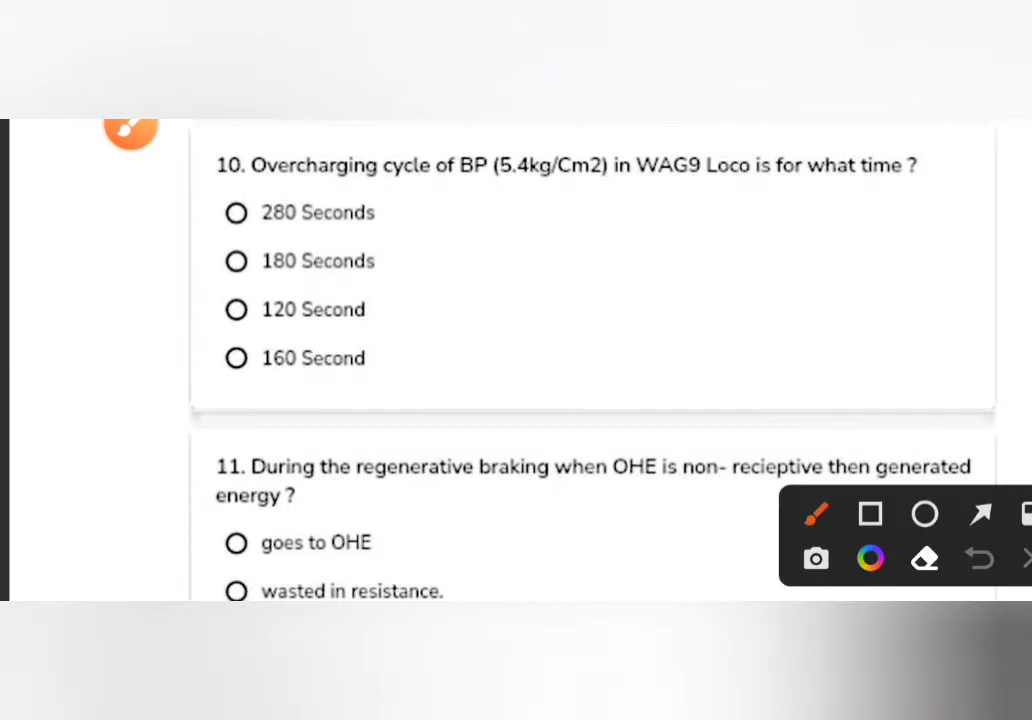 10. Overcharging cycle of BP (5.4kg/Cm2) in WAG9 Loco is for what time ?
280 Seconds
180 Seconds
120 Second
160 Second
11. During the regenerative braking when OHE is non- recieptive then generated
energy ?
goes to OHE
wasted in resistance.